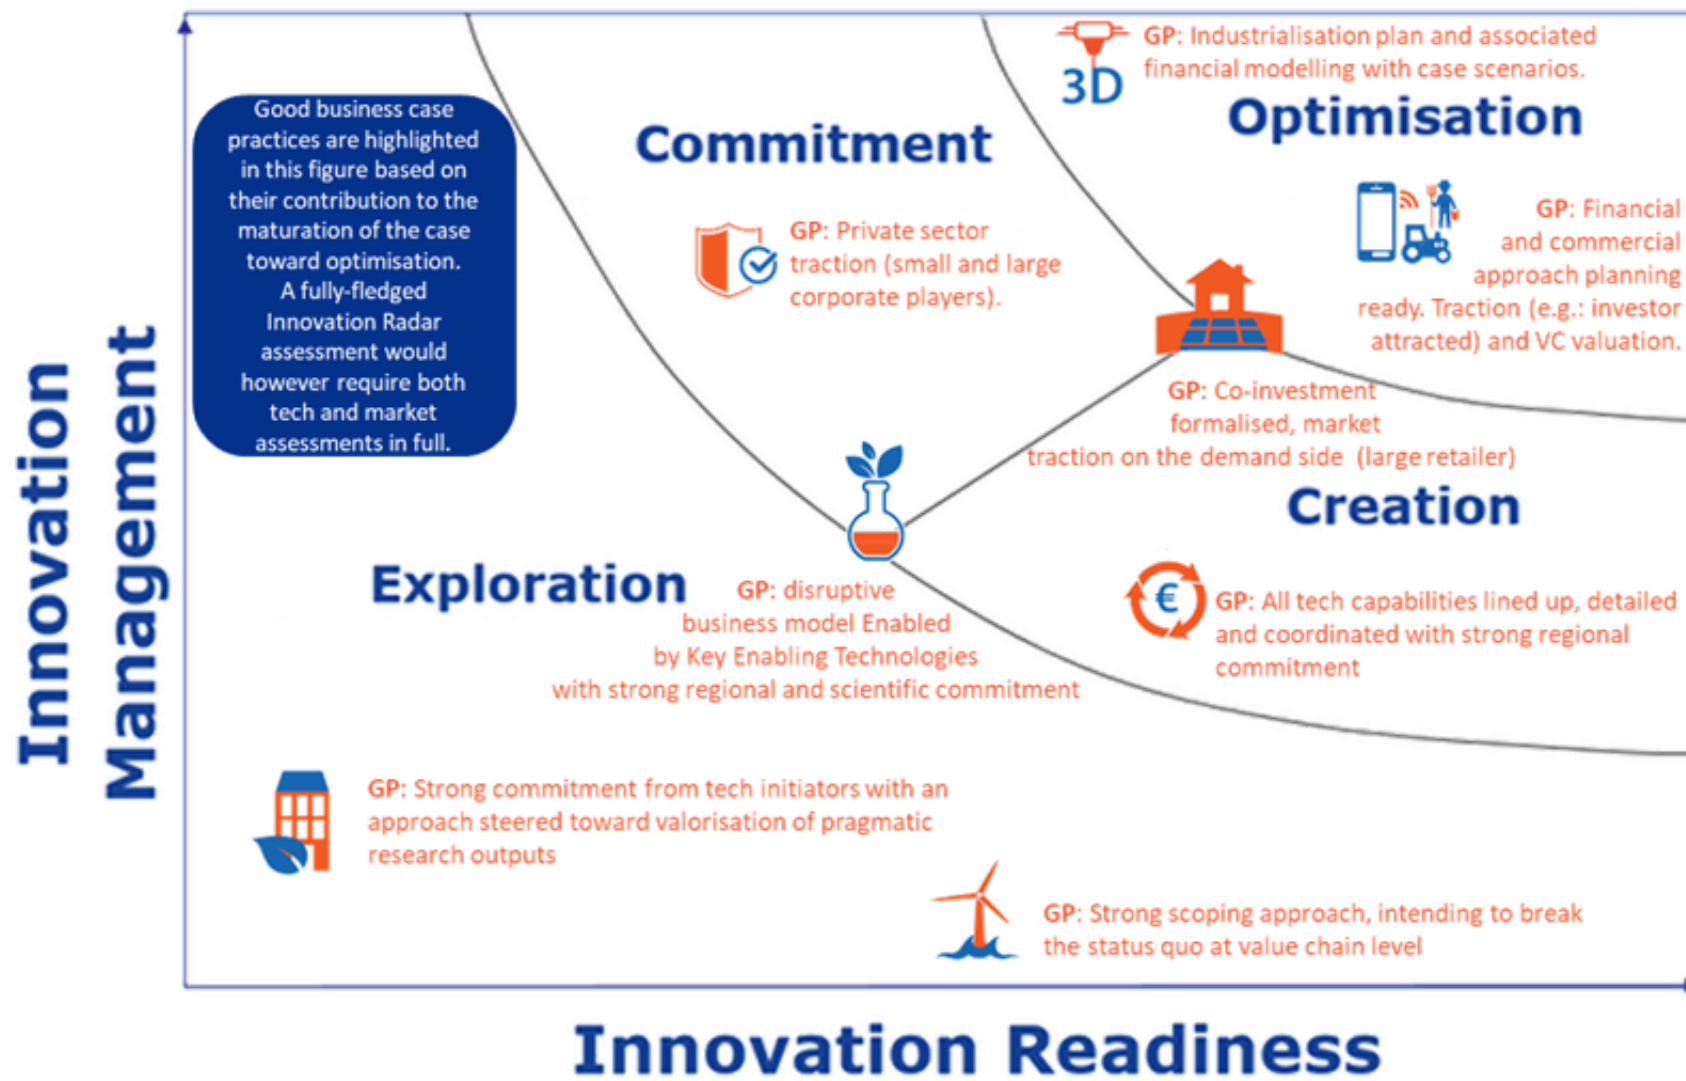 GP: Industrialisation plan and associated
financial modelling with case scenarios.
3D
Optimisation
Good business case
practices are highlighted
in this figure based on
their contribution to the
maturation of the case
toward optimisation.
A fully-fledged
Innovation Radar
assessment would
however require both
tech and market
assessments in full.
Commitment
GP: Private sector
traction (small and large
corporate players).
GP: Financial
and commercial
approach planning
ready. Traction (e.g.: investor
attracted) and VC valuation.
GP: Co-investment
formalised, market
traction on the demand side (large retailer)
Creation
€
GP: All tech capabilities lined up, detailed
and coordinated with strong regional
commitment
Exploration
GP: disruptive
business model Enabled
by Key Enabling Technologies
with strong regional and scientific commitment
GP: Strong commitment from tech initiators with an
approach steered toward valorisation of pragmatic
research outputs
GP: Strong scoping approach, intending to break
the status quo at value chain level
Innovation
Management
Innovation Readiness